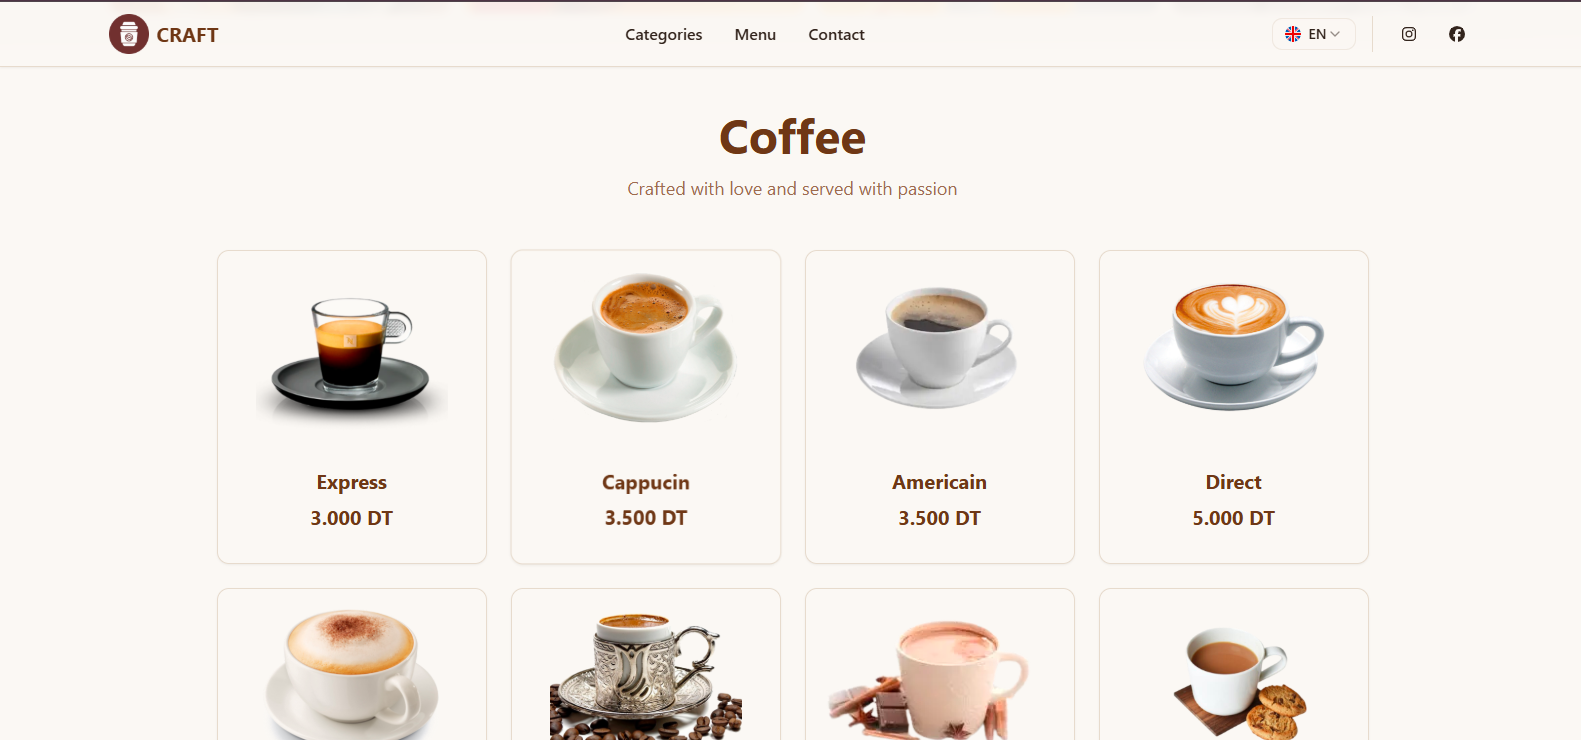 CRAFT
Categories
Menu
Contact
EN
Coffee
Crafted with love and served with passion
Express
3.000 DT
Cappucin
3.500 DT
Americain
3.500 DT
Direct
5.000 DT